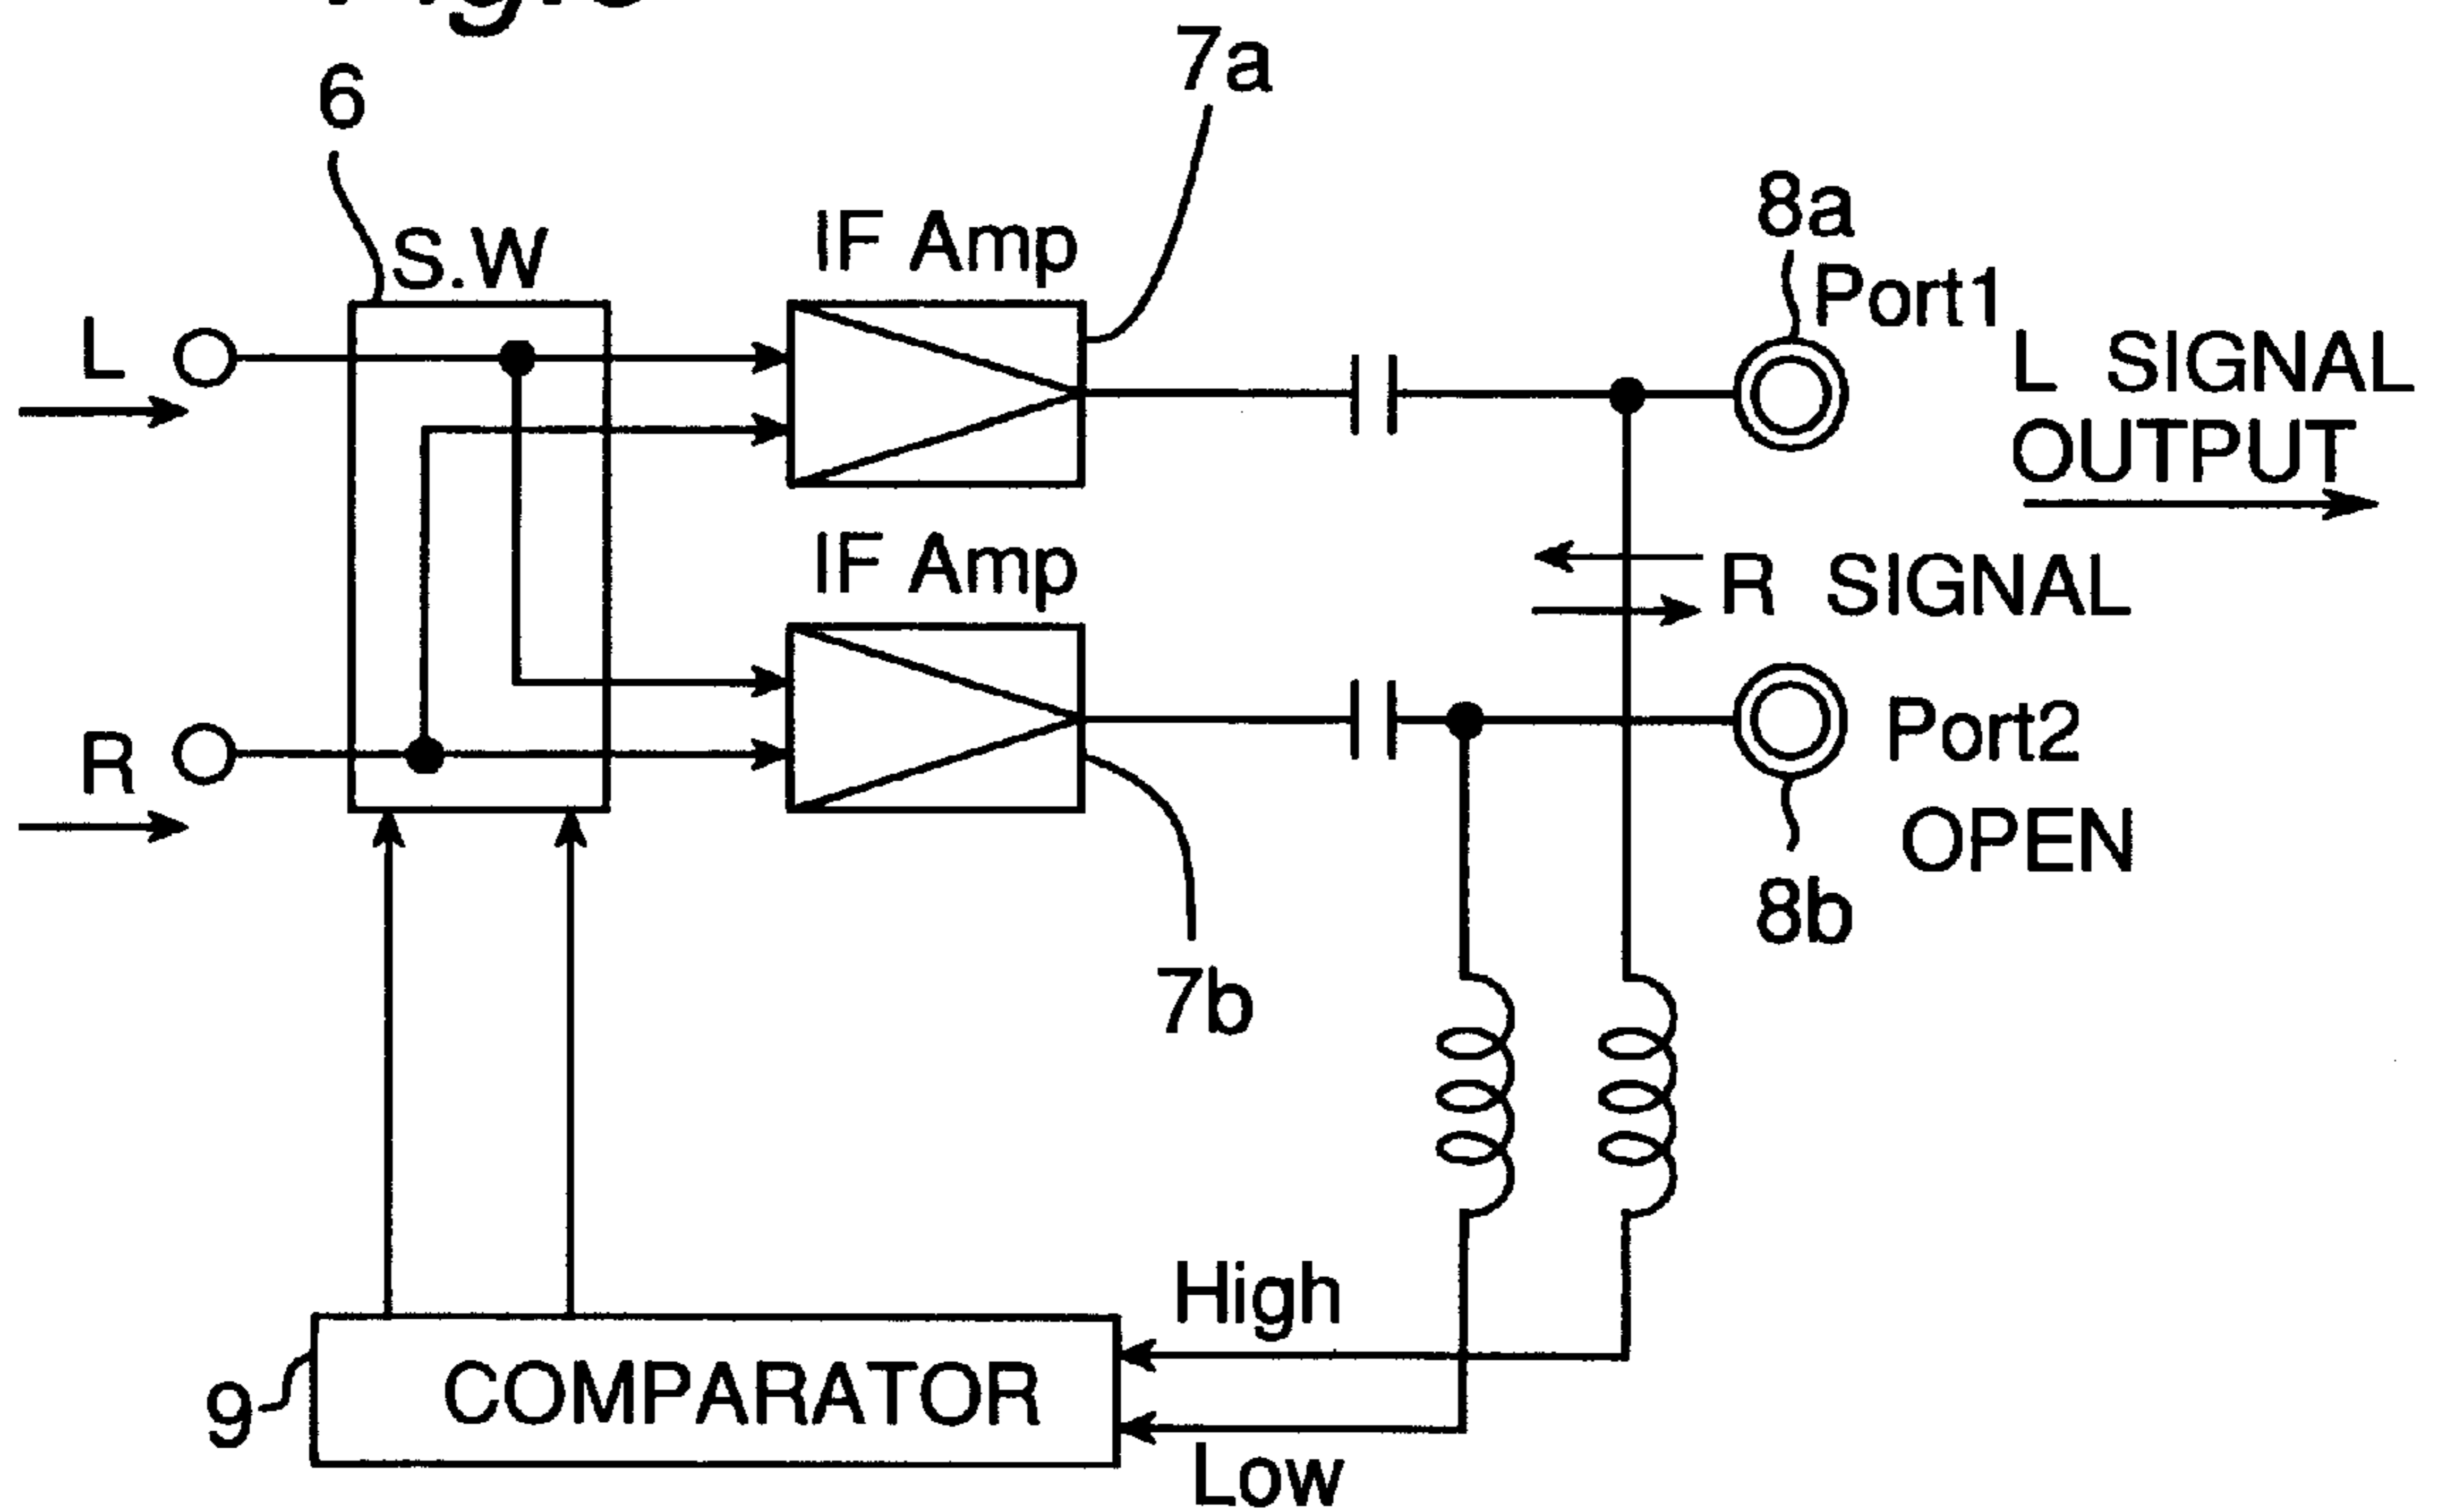 6
7a
8a
S.W
IF Amp
Port1
L
L SIGNAL
OUTPUT
IF Amp
R SIGNAL
R
Port2
OPEN
8b
7b
High
9
COMPARATOR
Low